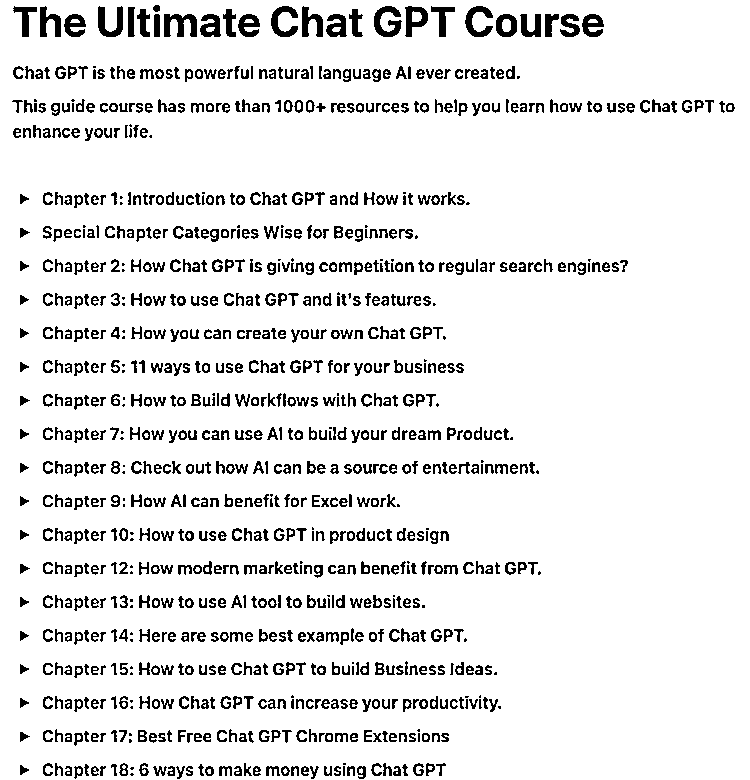 The Ultimate Chat GPT Course
Chat GPT is the most powerful natural language AI ever created.
This guide course has more than 1000+ resources to help you learn how to use Chat GPT to
enhance your life.
Chapter 1: Introduction to Chat GPT and How it works.
Special Chapter Categories Wise for Beginners.
Chapter 2: How Chat GPT is giving competition to regular search engines?
Chapter 3: How to use Chat GPT and it's features.
Chapter 4: How you can create your own Chat GPT.
Chapter 5: 11 ways to use Chat GPT for your business
Chapter 6: How to Build Workflows with Chat GPT.
Chapter 7: How you can use AI to build your dream Product.
Chapter 8: Check out how AI can be a source of entertainment.
Chapter 9: How AI can benefit for Excel work.
Chapter 10: How to use Chat GPT in product design
Chapter 12: How modern marketing can benefit from Chat GPT.
Chapter 13: How to use AI tool to build websites.
Chapter 14: Here are some best example of Chat GPT.
Chapter 15: How to use Chat GPT to build Business Ideas.
Chapter 16: How Chat GPT can increase your productivity.
Chapter 17: Best Free Chat GPT Chrome Extensions
Chapter 18: 6 ways to make money using Chat GPT